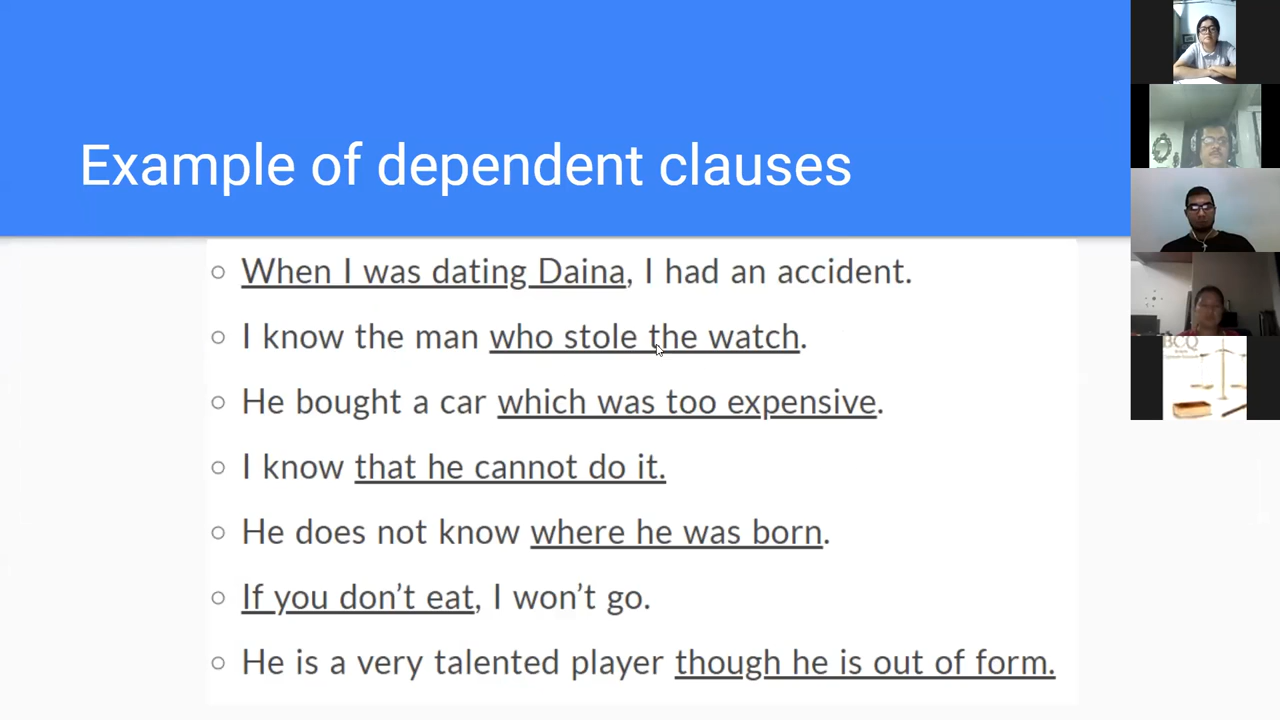 Example of dependent clauses
When I was dating Daina, I had an accident.
I know the man who stole the watch.
He bought a car which was too expensive.
I know that he cannot do it.
He does not know where he was born.
If you don't eat, I won't go.
He is a very talented player though he is out of form.
BCQ